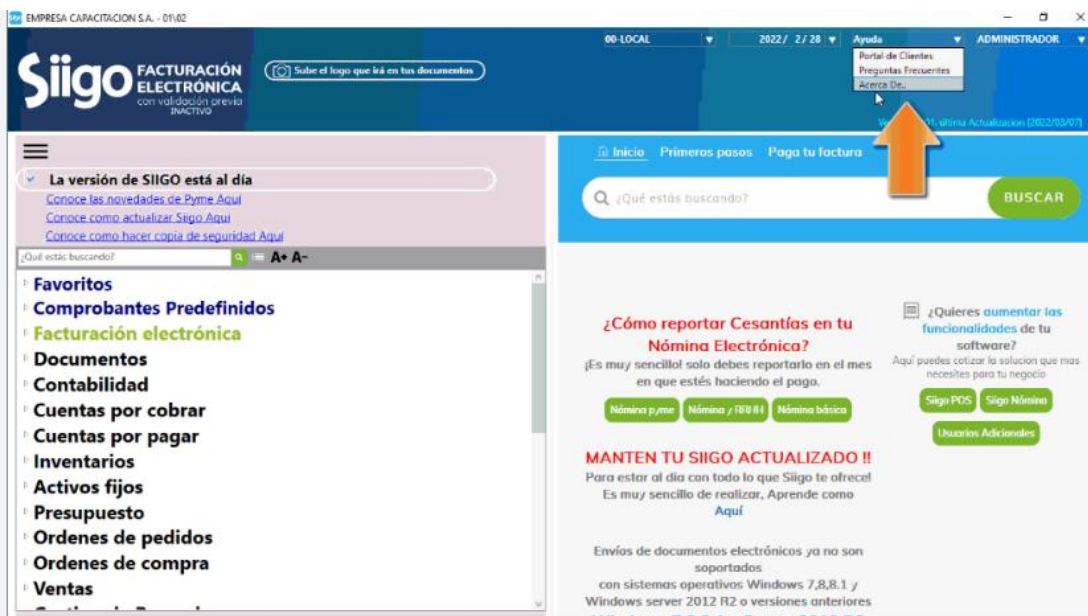 EMPRESA CAPACITACION S.A. - 01\02
00-LOCAL 2022/ 2/28 Ayuda ADMINISTRADOR
Portal de Clientes
Preguntas Frecuentes
Acerca De..
Siigo FACTURACIÓN
ELECTRÓNICA
con validación previa
INACTIVO
Sube el logo que irá en tus documentos
01, última Actualizacion [2022/03/07]
La versión de SIIGO está al día
Conoce las novedades de Pyme Aquí
Conoce como actualizar Siigo Aqui
Conoce como hacer copia de seguridad Aquí
¿Qué estás buscando? A+ A-
Favoritos
Comprobantes Predefinidos
Facturación electrónica
Documentos
Contabilidad
Cuentas por cobrar
Cuentas por pagar
Inventarios
Activos fijos
Presupuesto
Ordenes de pedidos
Ordenes de compra
Ventas
Inicio Primeros pasos Paga tu factura
¿Qué estás buscando? BUSCAR
¿Cómo reportar Cesantías en tu
Nómina Electrónica?
¡Es muy sencillo! solo debes reportarlo en el mes
en que estés haciendo el pago.
Nómina pyme Nómina y RRHH Nómina básica
MANTEN TU SIIGO ACTUALIZADO !!
Para estar al dia con todo lo que Siigo te ofrece!
Es muy sencillo de realizar, Aprende como
Aquí
Envíos de documentos electrónicos ya no son
soportados
con sistemas operativos Windows 7,8,8.1 y
Windows server 2012 R2 o versiones anteriores
¿Quieres aumentar las
funcionalidades de tu
software?
Aquí puedes cotizar la solucion que mas
necesites para tu negocio
Siigo POS Siigo Nómina
Usuarios Adicionales